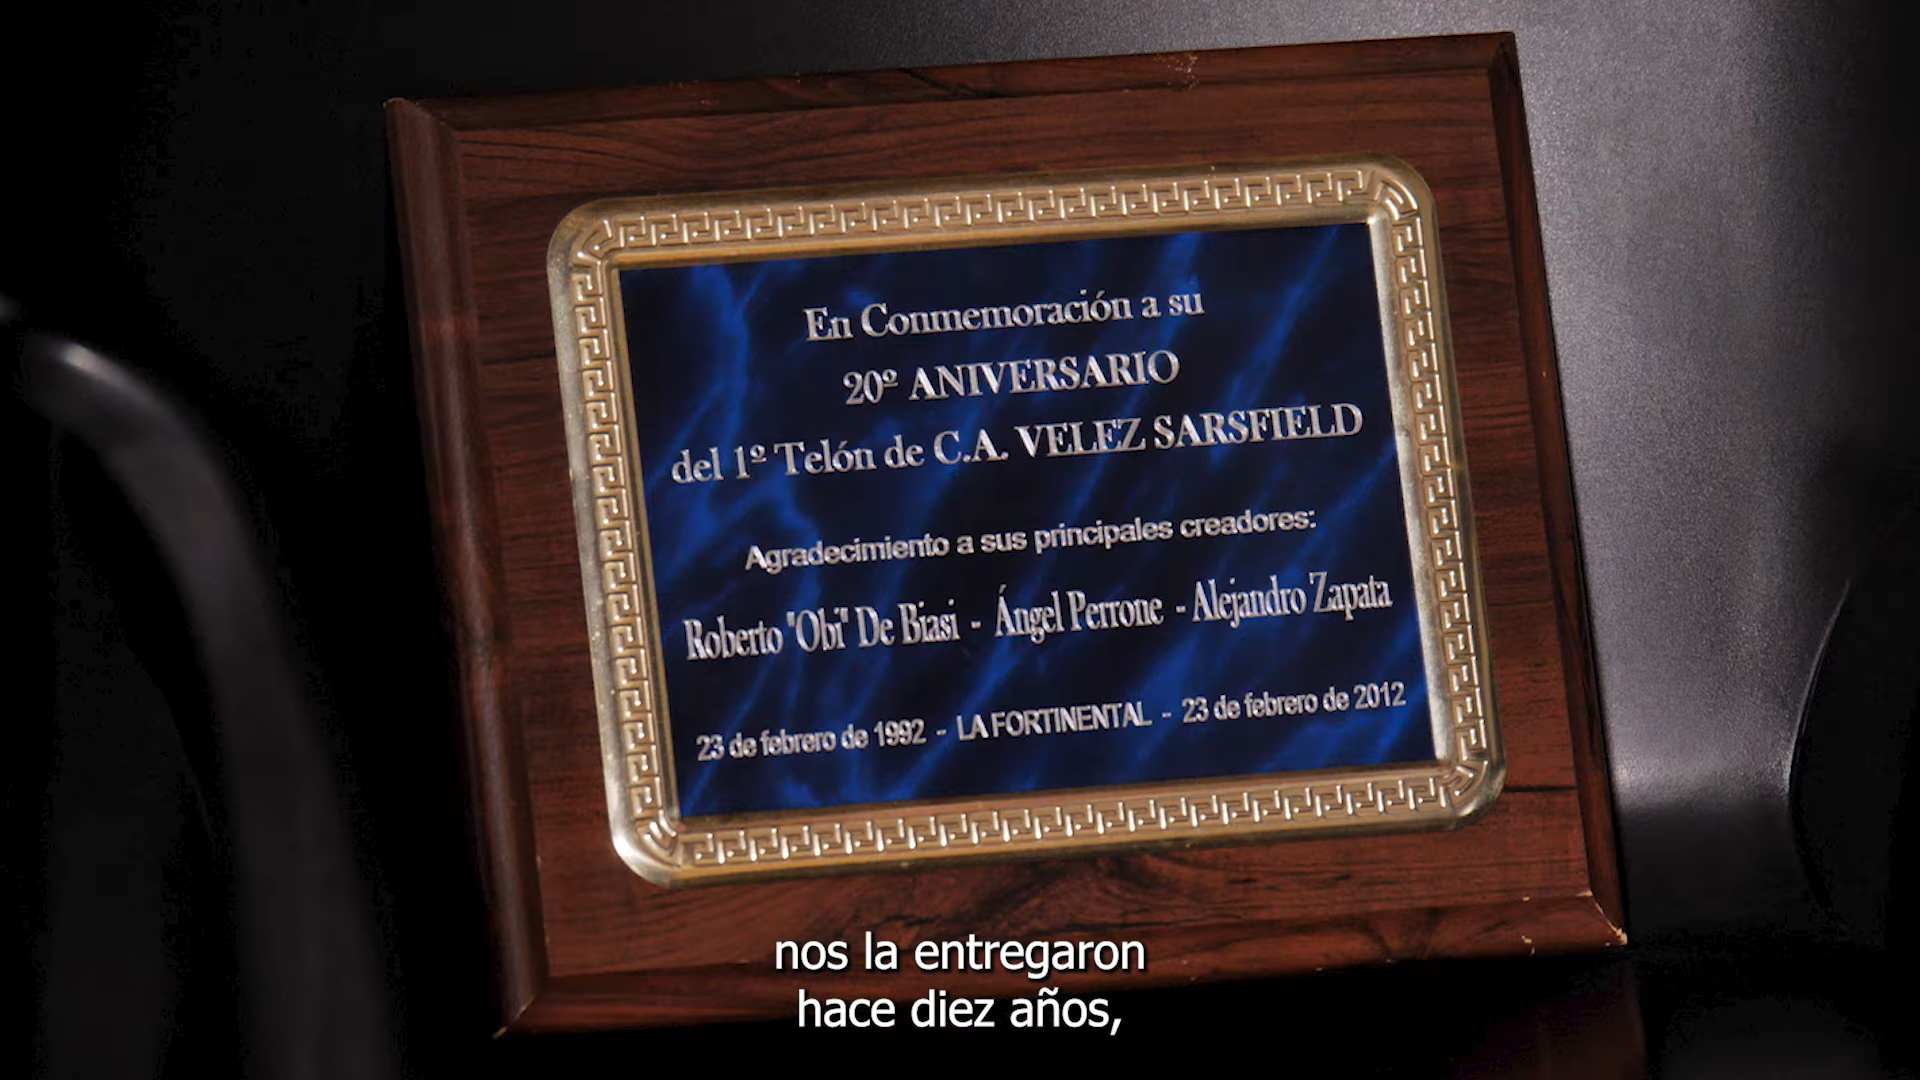 En Conmemoración a su
20º ANIVERSARIO
del 1º Telón de C.A. VELEZ SARSFIELD
Agradecimiento a sus principales creadores:
Roberto "Obi" De Biasi - Ángel Perrone - Alejandro Zapata
23 de febrero de 1992 - LA FORTINENTAL - 23 de febrero de 2012
nos la entregaron
hace diez años,